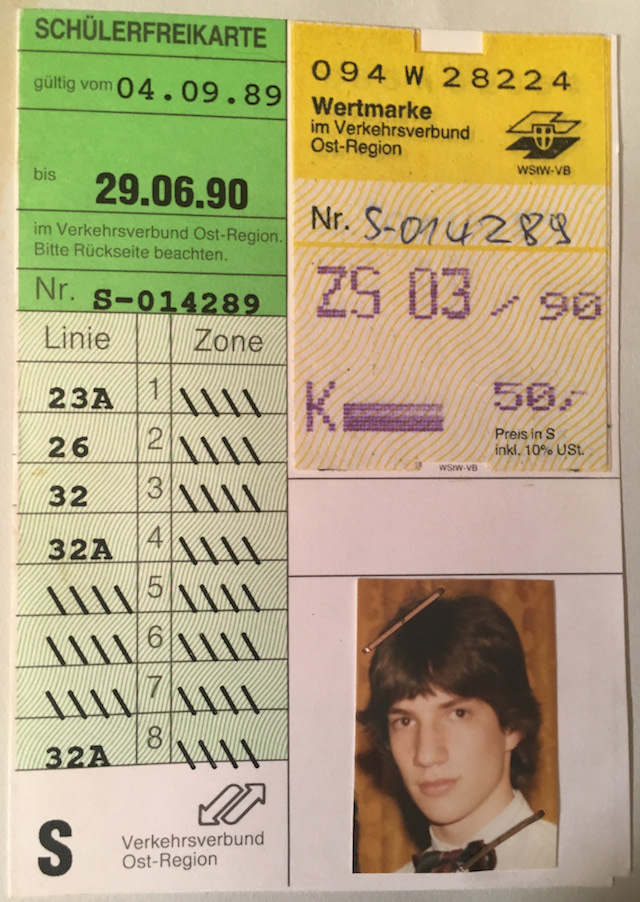 SCHÜLERFREIKARTE
gültig vom 04.09.89
bis 29.06.90
im Verkehrsverbund Ost-Region.
Bitte Rückseite beachten.
Nr. S-014289
Linie Zone
23A 1 \\\\
26 2 \\\\
32 3 \\\\
32A 4 \\\\
\\\\ 5 \\\\
\\\\ 6 \\\\
\\\\ 7 \\\\
32A 8 \\\\
S
Verkehrsverbund
Ost-Region
094 W 28224
Wertmarke
im Verkehrsverbund
Ost-Region
WStW-VB
Nr. S-014289
ZS 03 / 90
K 50,-
Preis in S
inkl. 10% USt.
WStW-VB